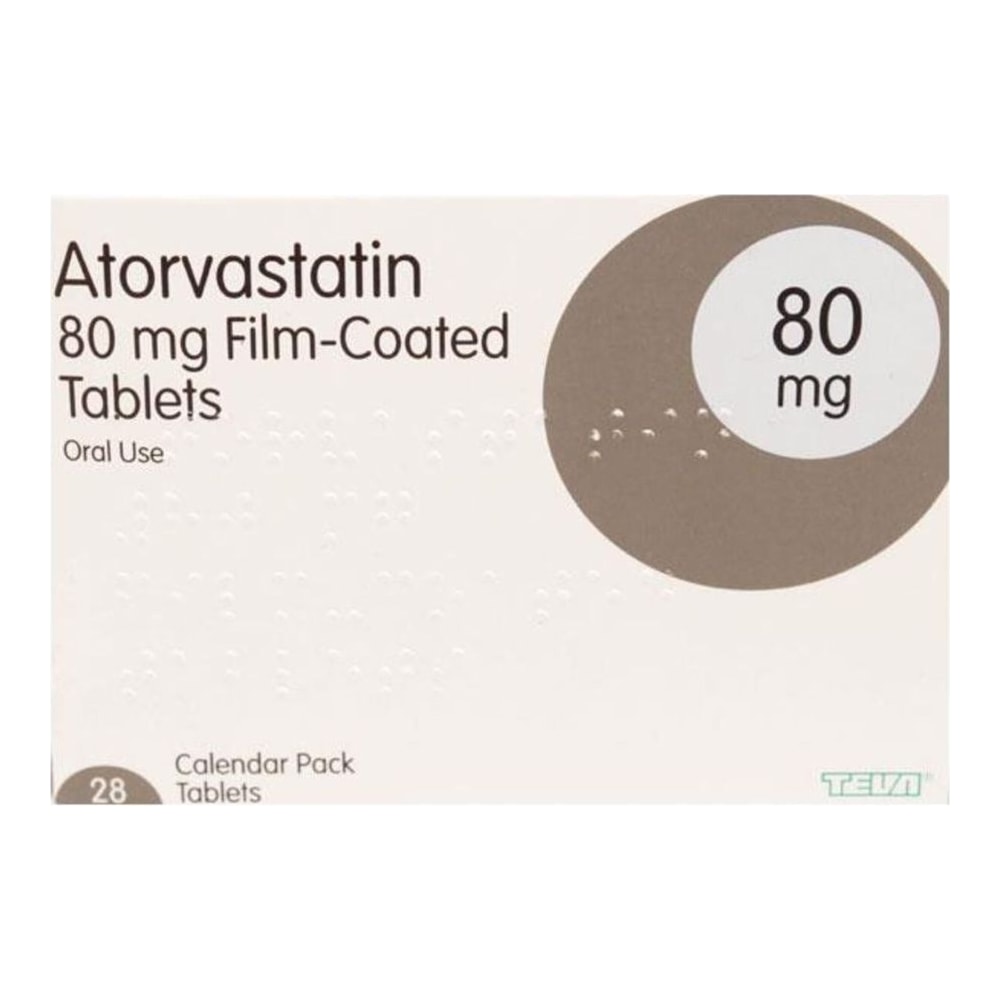 Atorvastatin
80 mg Film-Coated
Tablets
Oral Use
80
mg
28
Calendar Pack
Tablets
TEVA®